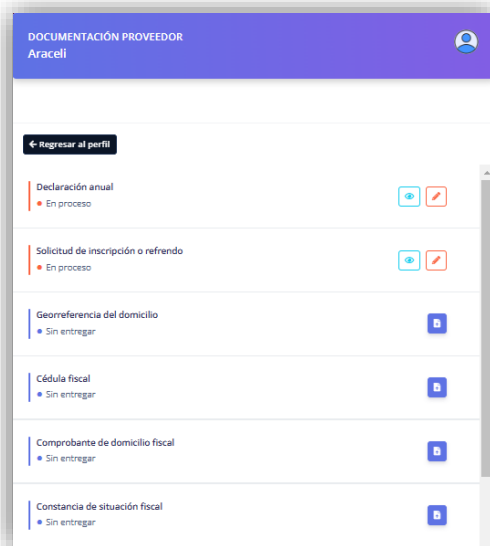 DOCUMENTACIÓN PROVEEDOR
Araceli
Regresar al perfil
Declaración anual
En proceso
Solicitud de inscripción o refrendo
En proceso
Georreferencia del domicilio
Sin entregar
Cédula fiscal
Sin entregar
Comprobante de domicilio fiscal
Sin entregar
Constancia de situación fiscal
Sin entregar